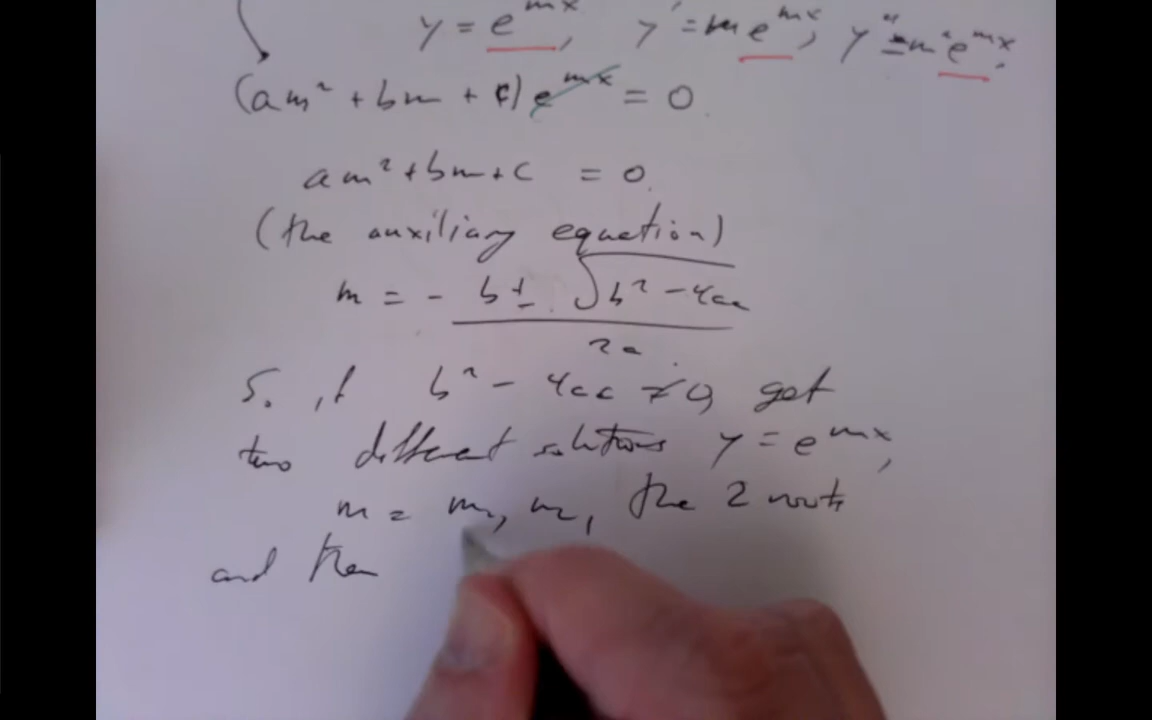 y = e^{mx}, y' = me^{mx}, y'' = m²e^{mx},
(am² + bm + c) e^{mx} = 0
am² + bm + c = 0
(the auxiliary equation)
m = - b ± √b² - 4ac
2a
So if b² - 4ac ≠ 0, get
two different solutions y = e^{mx},
m = m₁, m₂, the 2 roots
and then